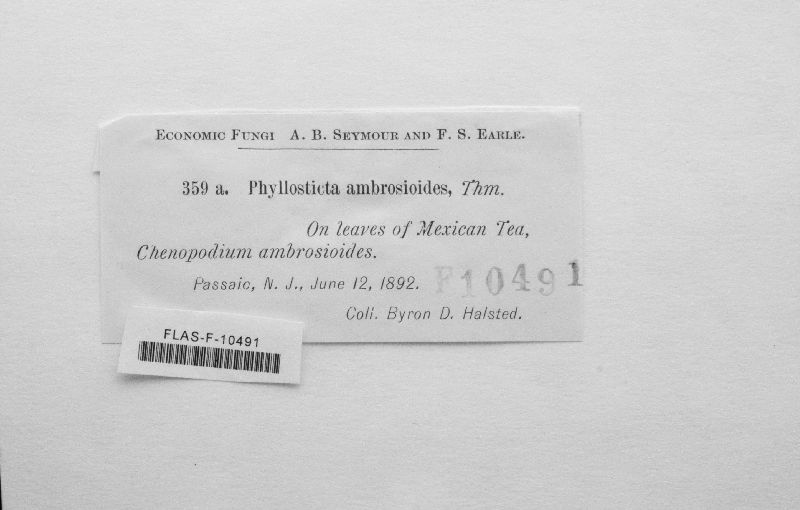 Economic Fungi A. B. Seymour and F. S. Earle.
359 a. Phyllosticta ambrosioides, Thm.
On leaves of Mexican Tea,
Chenopodium ambrosioides.
Passaic, N. J., June 12, 1892.
F10491
Coll. Byron D. Halsted.
FLAS-F-10491